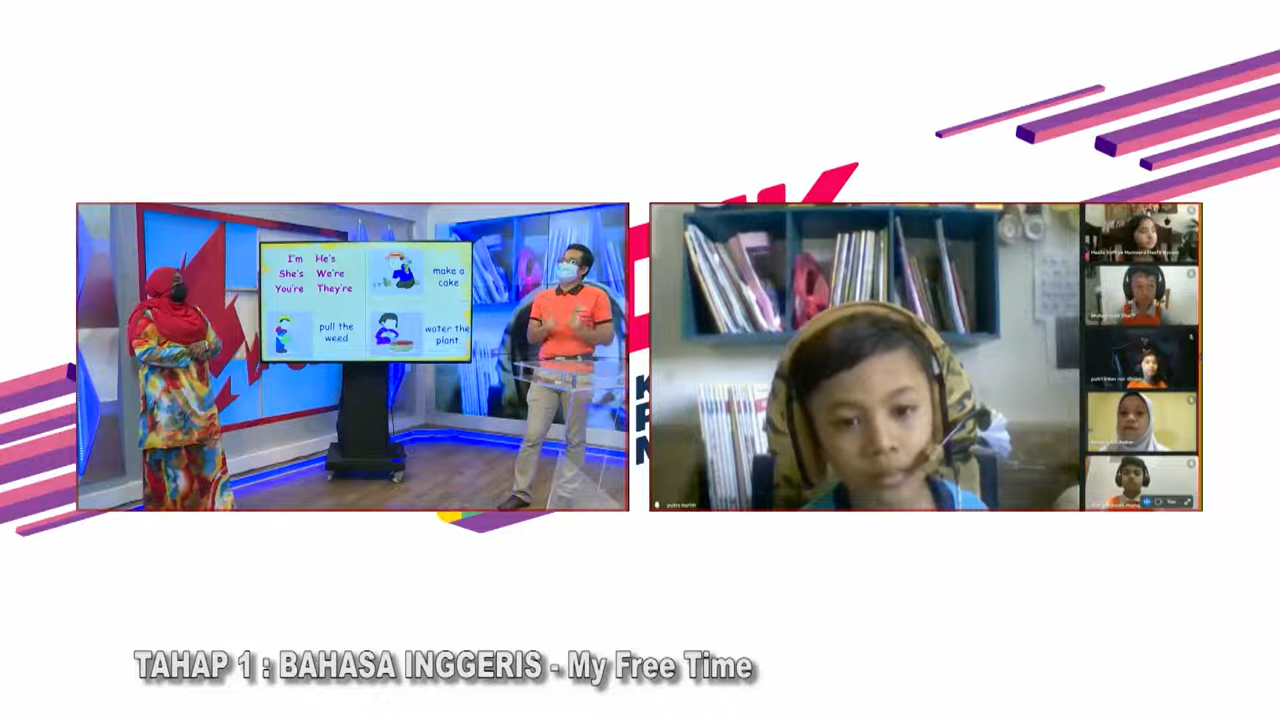 I'm He's
She's We're
You're They're
make a
cake
pull the
weed
water the
plant
K
P
N
You
TAHAP 1 : BAHASA INGGERIS - My Free Time